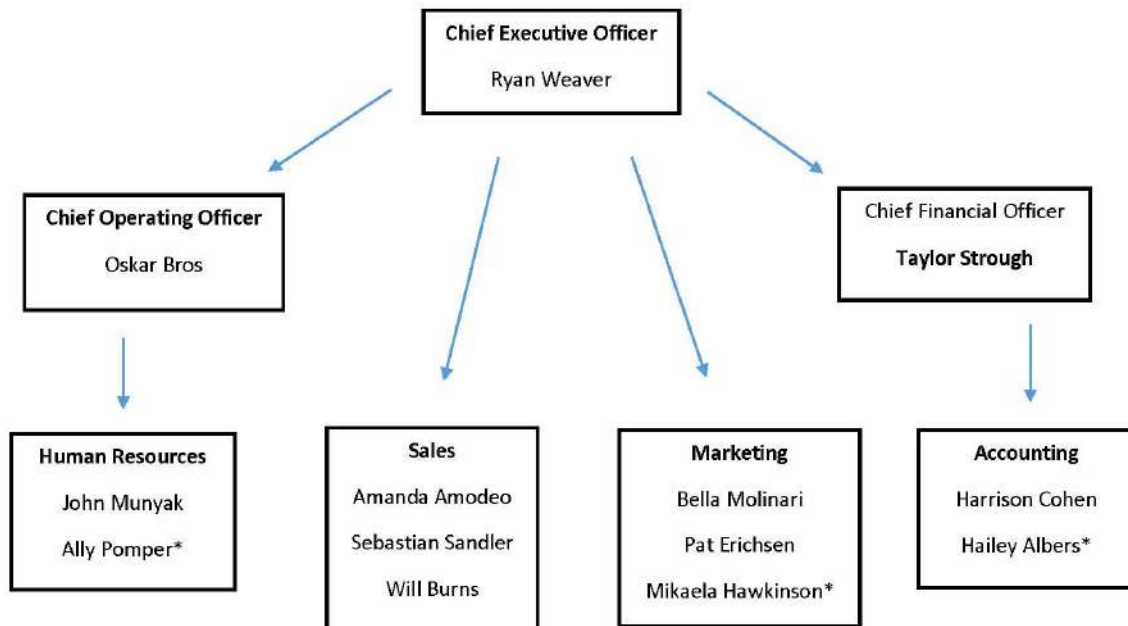 Chief Executive Officer
Ryan Weaver
Chief Operating Officer
Oskar Bros
Chief Financial Officer
Taylor Strough
Human Resources
John Munyak
Ally Pomper*
Sales
Amanda Amodeo
Sebastian Sandler
Will Burns
Marketing
Bella Molinari
Pat Erichsen
Mikaela Hawkinson*
Accounting
Harrison Cohen
Hailey Albers*